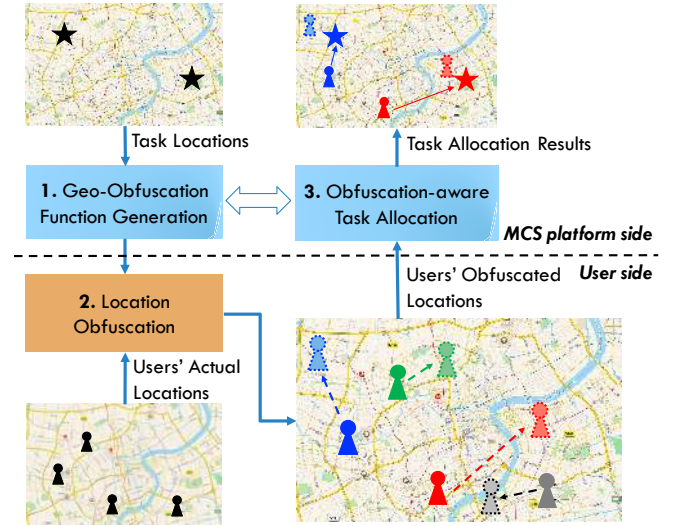 Task Locations
Task Allocation Results
1. Geo-Obfuscation
Function Generation
3. Obfuscation-aware
Task Allocation
MCS platform side
User side
Users' Obfuscated
Locations
2. Location
Obfuscation
Users' Actual
Locations